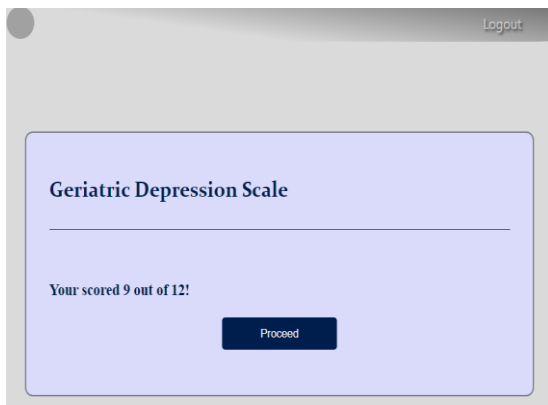 Logout
Geriatric Depression Scale
Your scored 9 out of 12!
Proceed